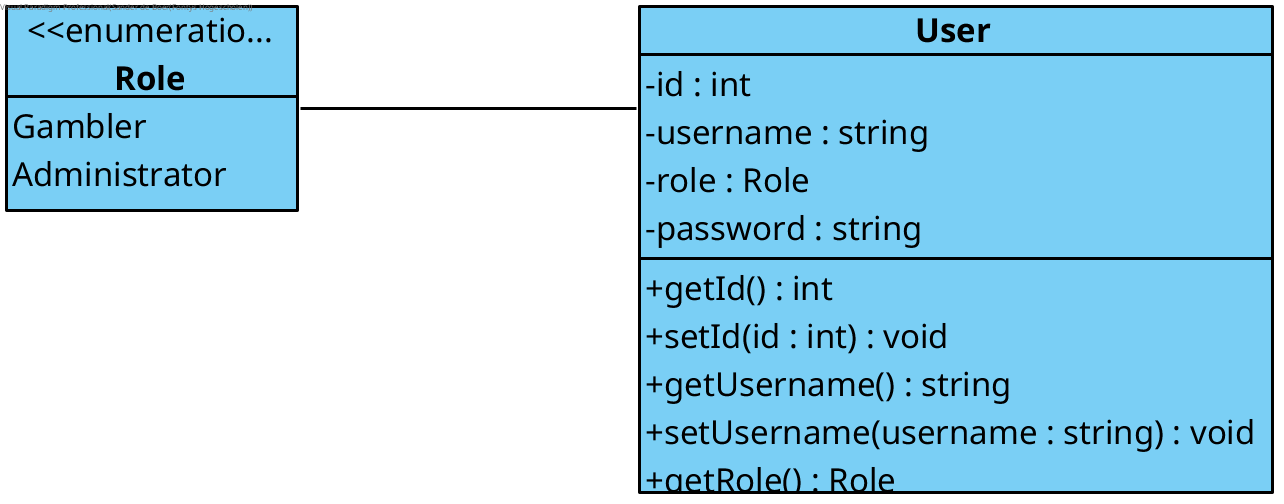 <<enumeratio...
Role
Gambler
Administrator
User
-id : int
-username : string
-role : Role
-password : string
+getId() : int
+setId(id : int) : void
+getUsername() : string
+setUsername(username : string) : void
+getRole() : Role